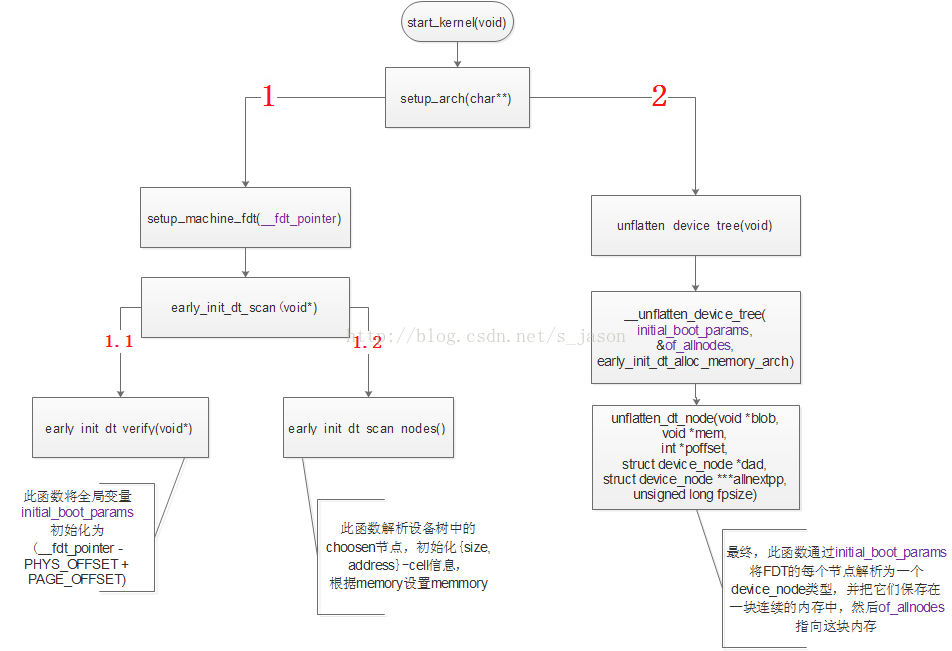 start_kernel(void)
1
2
setup_arch(char**)
setup_machine_fdt(__fdt_pointer)
unflatten device tree(void)
early_init_dt_scan(void*)
http://blog.csdn.net/s_jason
1.1
1.2
__unflatten_device_tree(
initial_boot_params,
&of_allnodes,
early_init_dt_alloc_memory_arch)
early init dt verify(void*)
early init dt scan nodes()
unflatten_dt_node(void *blob,
void *mem,
int *poffset,
struct device_node *dad,
struct device_node ***allnextpp,
unsigned long fpsize)
此函数将全局变量
initial_boot_params
初始化为
(__fdt_pointer -
PHYS_OFFSET +
PAGE_OFFSET)
此函数解析设备树中的
choosen节点，初始化{size,
address}-cell信息，
根据memory设置memmory
最终，此函数通过initial_boot_params
将FDT的每个节点解析为一个
device_node类型，并把它们保存在
一块连续的内存中，然后of_allnodes
指向这块内存